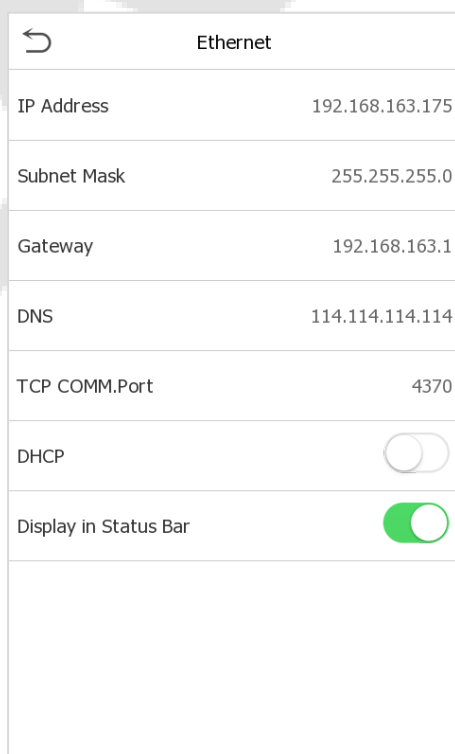 Ethernet
IP Address 192.168.163.175
Subnet Mask 255.255.255.0
Gateway 192.168.163.1
DNS 114.114.114.114
TCP COMM.Port 4370
DHCP
Display in Status Bar